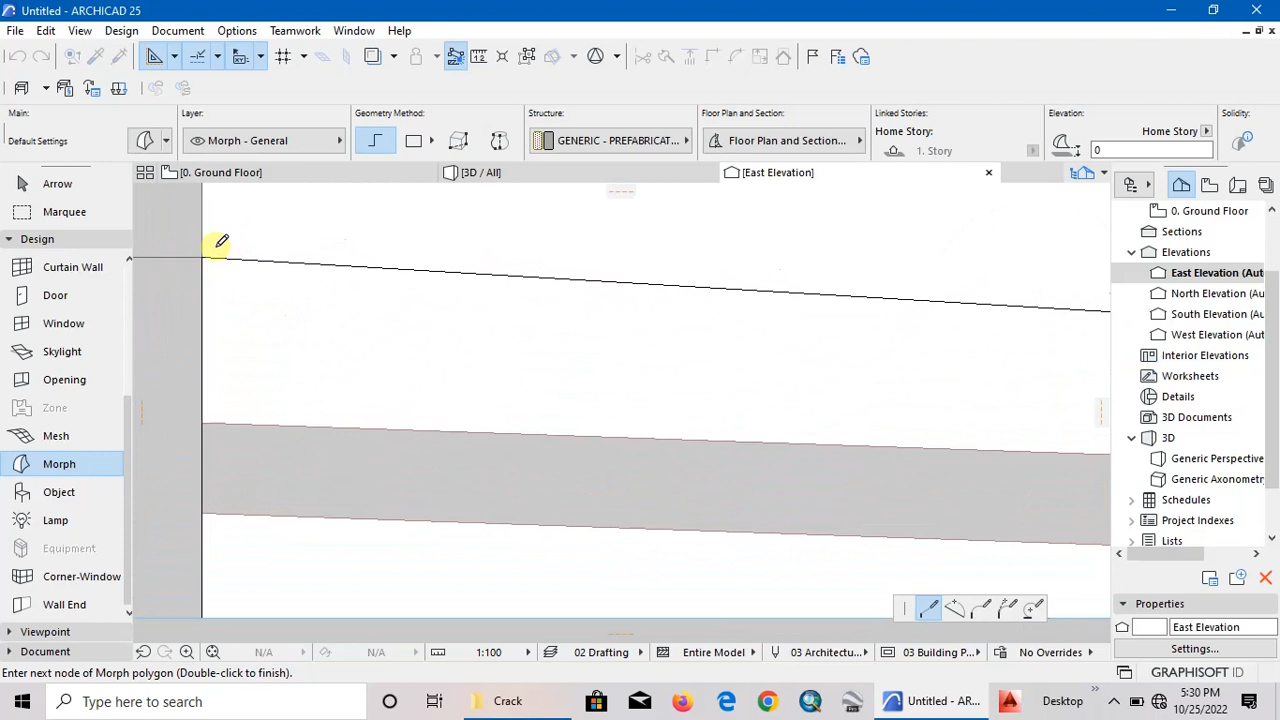 Untitled - ARCHICAD 25
File Edit View Design Document Options Teamwork Window Help
Main: Layer: Geometry Method: Structure: Floor Plan and Section: Linked Stories: Elevation: Solidity:
Default Settings Morph - General GENERIC - PREFABRICAT... Floor Plan and Section... Home Story: Home Story
1. Story 0
[0. Ground Floor] [3D / All] [East Elevation]
Arrow
Marquee
Design
Curtain Wall
Door
Window
Skylight
Opening
Zone
Mesh
Morph
Object
Lamp
Equipment
Corner-Window
Wall End
Viewpoint
Document
0. Ground Floor
Sections
Elevations
East Elevation (Aut
North Elevation (Au
South Elevation (Au
West Elevation (Aut
Interior Elevations
Worksheets
Details
3D Documents
3D
Generic Perspective
Generic Axonometr
Schedules
Project Indexes
Lists
Properties
East Elevation
Settings...
N/A N/A 1:100 02 Drafting Entire Model 03 Architectu... 03 Building P... No Overrides
Enter next node of Morph polygon (Double-click to finish).
GRAPHISOFT ID
Type here to search Crack Untitled - AR... Desktop 5:30 PM
10/25/2022